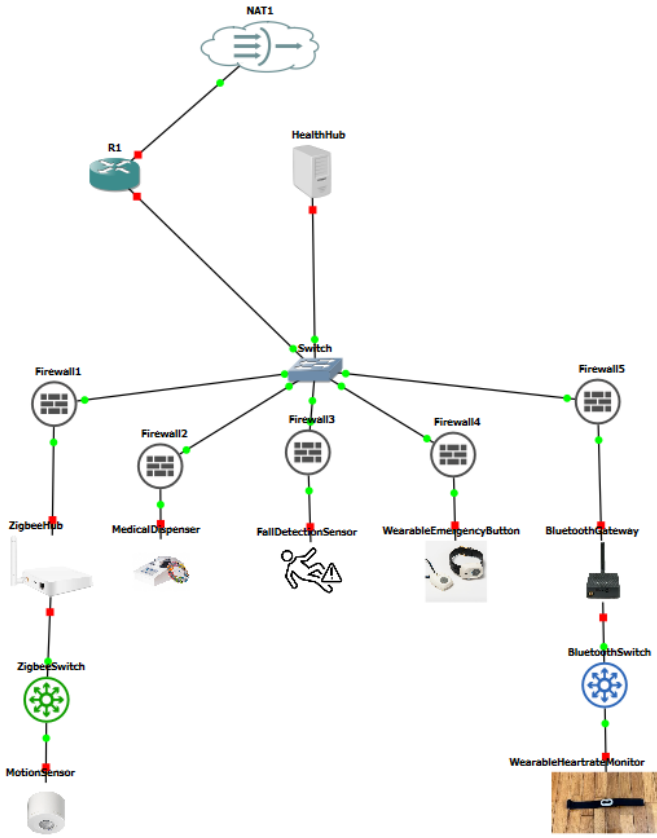 NAT1
R1
HealthHub
Switch
Firewall1
Firewall5
Firewall2
Firewall3
Firewall4
ZigbeeHub
MedicalDispenser
FallDetectionSensor
WearableEmergencyButton
BluetoothGateway
ZigbeeSwitch
BluetoothSwitch
MotionSensor
WearableHeartrateMonitor